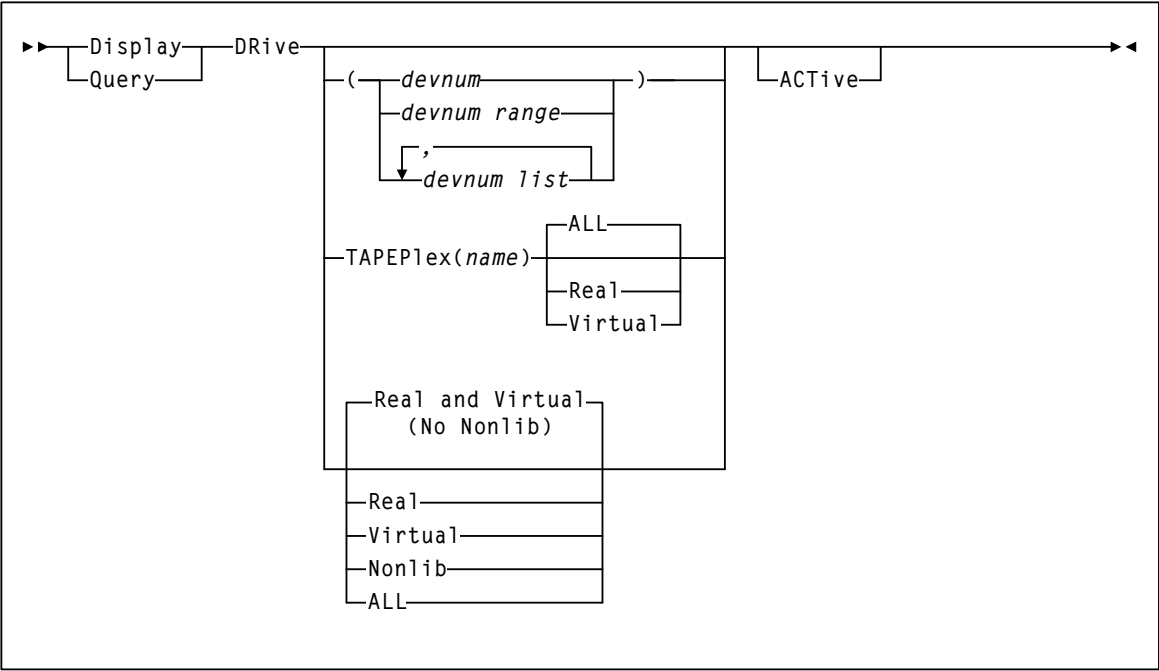 Display DRive
Query
( devnum )
ACTive
devnum range
,
devnum list
ALL
TAPEPlex(name)
Real
Virtual
Real and Virtual
(No Nonlib)
Real
Virtual
Nonlib
ALL